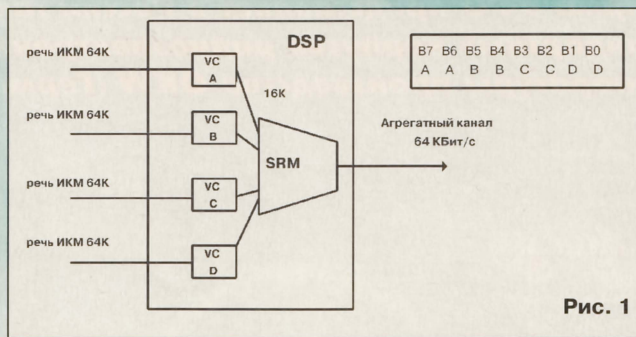 DSP
речь ИКМ 64К
VC
A
16К
речь ИКМ 64К
VC
B
SRM
речь ИКМ 64К
VC
C
речь ИКМ 64К
VC
D
B7 B6 B5 B4 B3 B2 B1 B0
A A B B C C D D
Агрегатный канал
64 КБит/с
Рис. 1